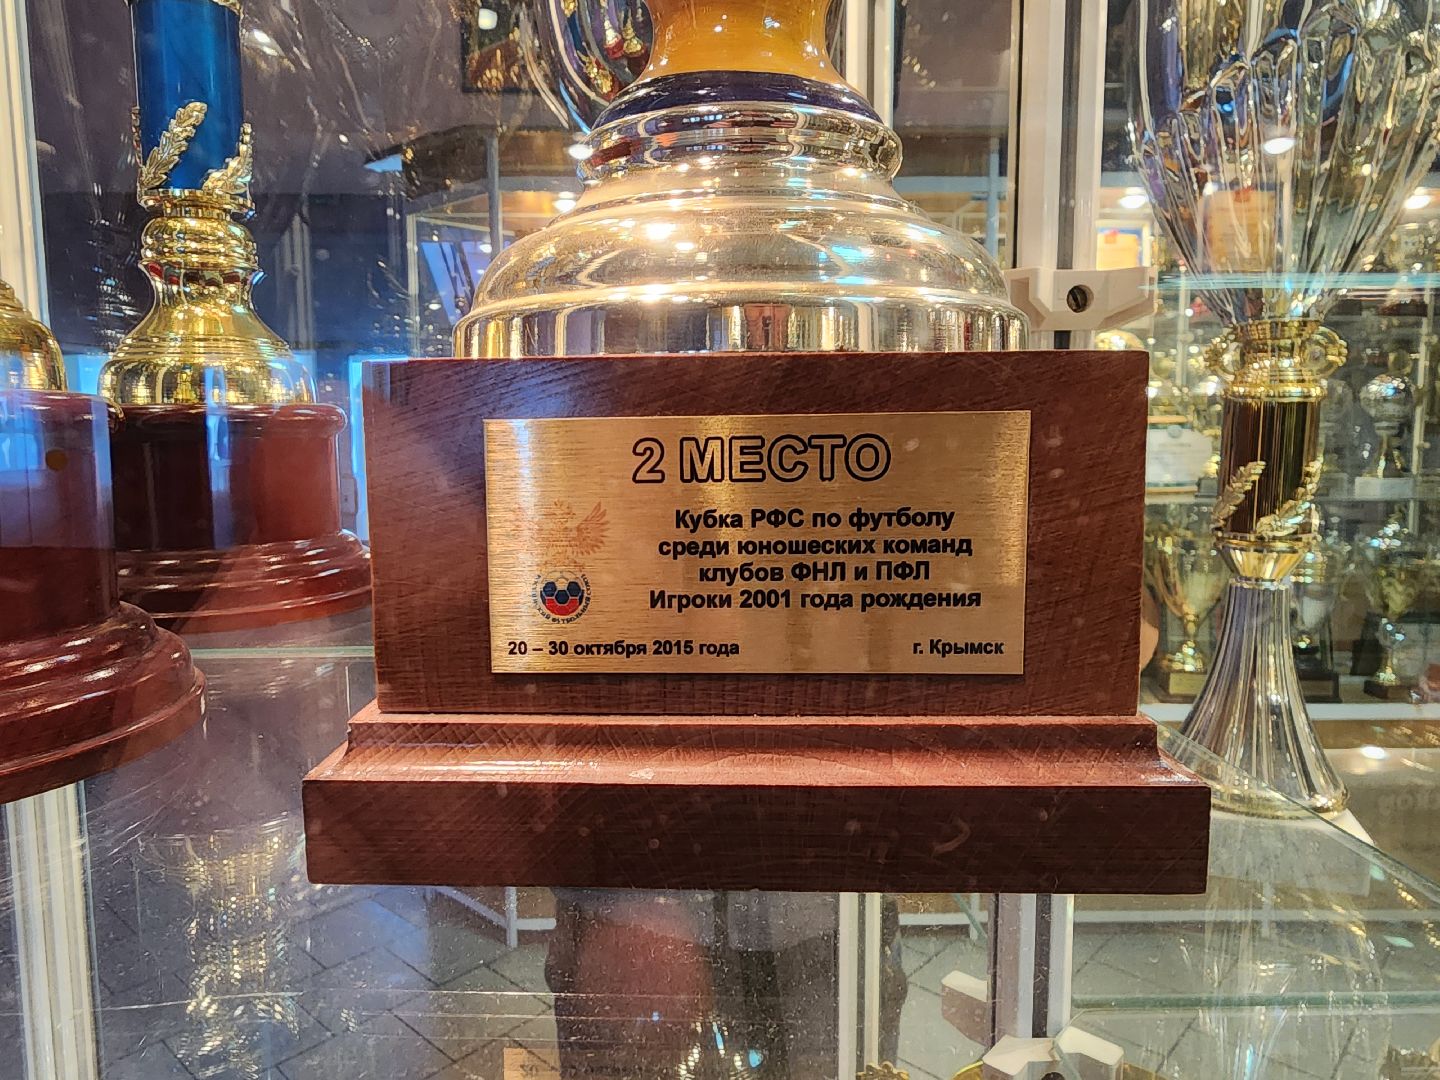 2 МЕСТО
Кубка РФС по футболу
среди юношеских команд
клубов ФНЛ и ПФЛ
Игроки 2001 года рождения
20 – 30 октября 2015 года
г. Крымск